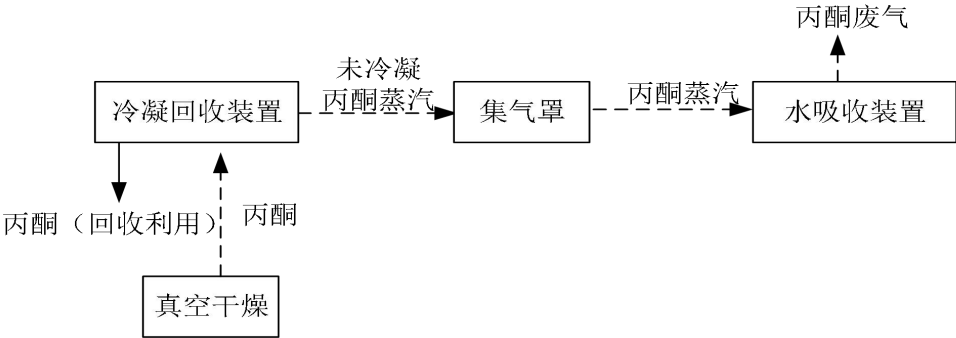 丙酮废气
未冷凝
丙酮蒸汽
丙酮蒸汽
冷凝回收装置
集气罩
水吸收装置
丙酮（回收利用）
丙酮
真空干燥